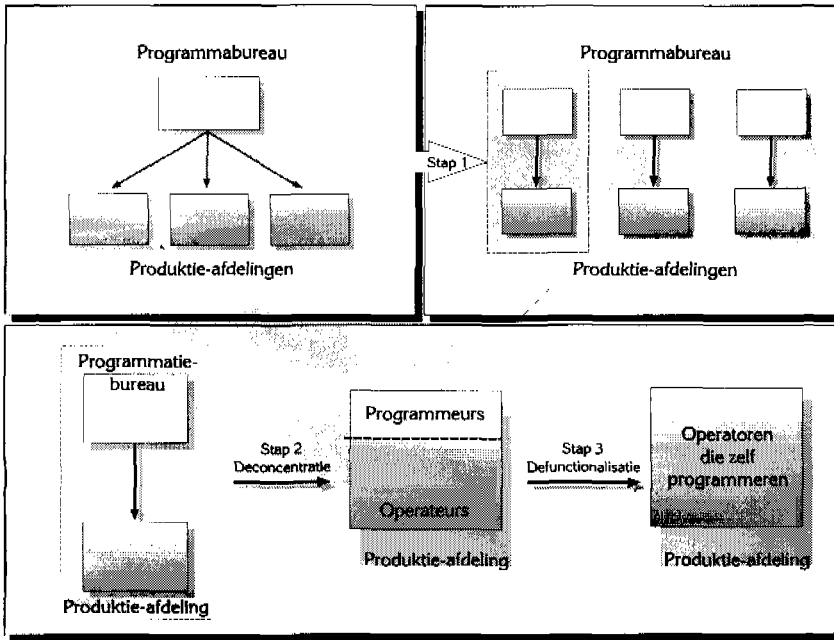 Programmabureau
Produktie-afdelingen
Programmabureau
Stap 1
Produktie-afdelingen
Programmatie-
bureau
Produktie-afdeling
Stap 2
Deconcentratie
Programmeurs
Operateurs
Produktie-afdeling
Stap 3
Defunctionalisatie
Operatoren
die zelf
programmeren
Produktie-afdeling